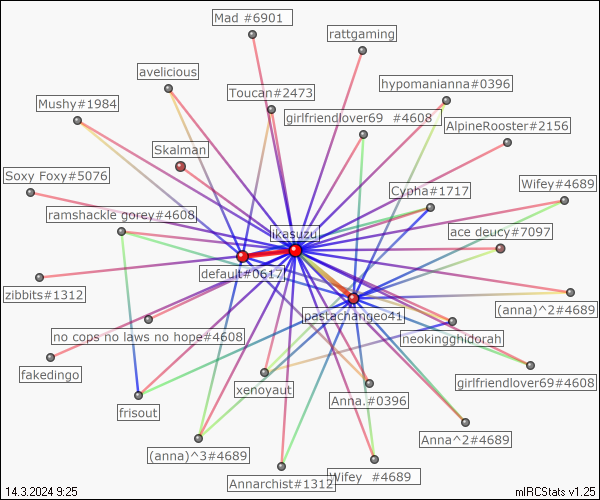 Mad #6901
rattgaming
avelicious
hypomanianna#0396
Toucan#2473
Mushy#1984
girlfriendlover69 #4608
AlpineRooster#2156
Skalman
Soxy Foxy#5076
Cypha#1717
Wifey#4689
ramshackle gorey#4608
ikasuzu
ace deucy#7097
default#0617
zibbits#1312
(anna)^2#4689
pastachangeo41
no cops no laws no hope#4608
neokingghidorah
fakedingo
girlfriendlover69#4608
xenoyaut
Anna.#0396
frisout
Anna^2#4689
(anna)^3#4689
Annarchist#1312
Wifey #4689
14.3.2024 9:25
mIRCStats v1.25